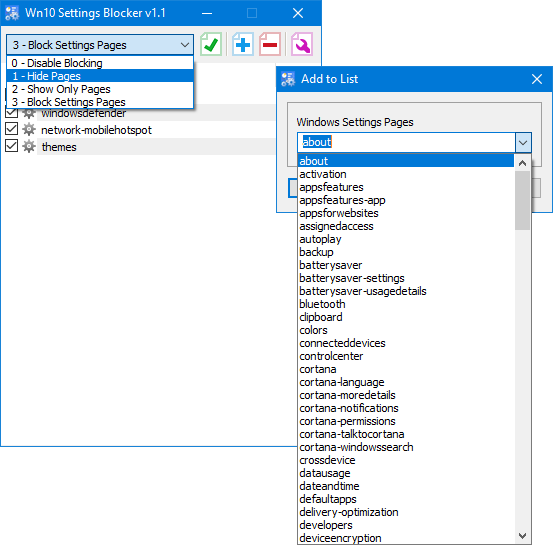 Win10 Settings Blocker v1.1
3 - Block Settings Pages
0 - Disable Blocking
1 - Hide Pages
2 - Show Only Pages
3 - Block Settings Pages
windowsdefender
network-mobilehotspot
themes
Add to List
Windows Settings Pages
about
about
activation
appsfeatures
appsfeatures-app
appsforwebsites
assignedaccess
autoplay
backup
batterysaver
batterysaver-settings
batterysaver-usagedetails
bluetooth
clipboard
colors
connecteddevices
controlcenter
cortana
cortana-language
cortana-moredetails
cortana-notifications
cortana-permissions
cortana-talktocortana
cortana-windowssearch
crossdevice
datausage
dateandtime
defaultapps
delivery-optimization
developers
deviceencryption